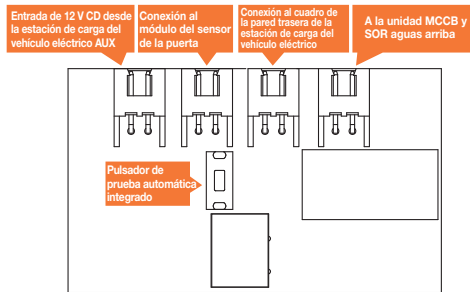 Entrada de 12 V CD desde
la estación de carga del
vehículo eléctrico AUX
Conexión al
módulo del sensor
de la puerta
Conexión al cuadro de
la pared trasera de la
estación de carga del
vehículo eléctrico
A la unidad MCCB y
SOR aguas arriba
Pulsador de
prueba automática
integrado